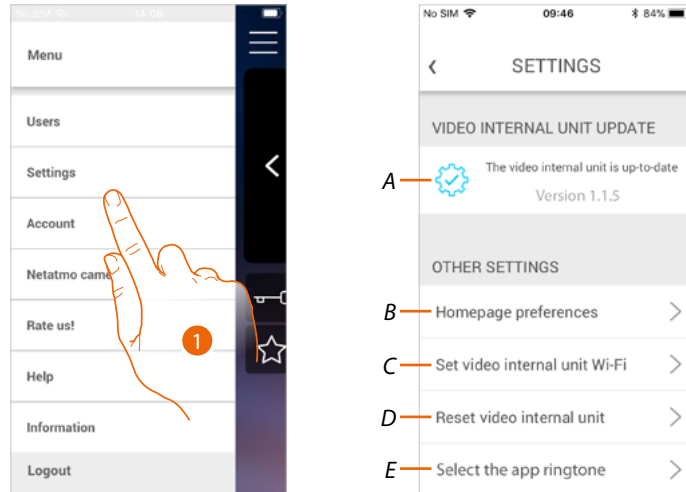 No SIM 14:08
Menu
Users
Settings
Account
Netatmo came
Rate us!
Help
Information
Logout
1
No SIM 09:46 84%
SETTINGS
VIDEO INTERNAL UNIT UPDATE
A
The video internal unit is up-to-date
Version 1.1.5
OTHER SETTINGS
B Homepage preferences
C Set video internal unit Wi-Fi
D Reset video internal unit
E Select the app ringtone